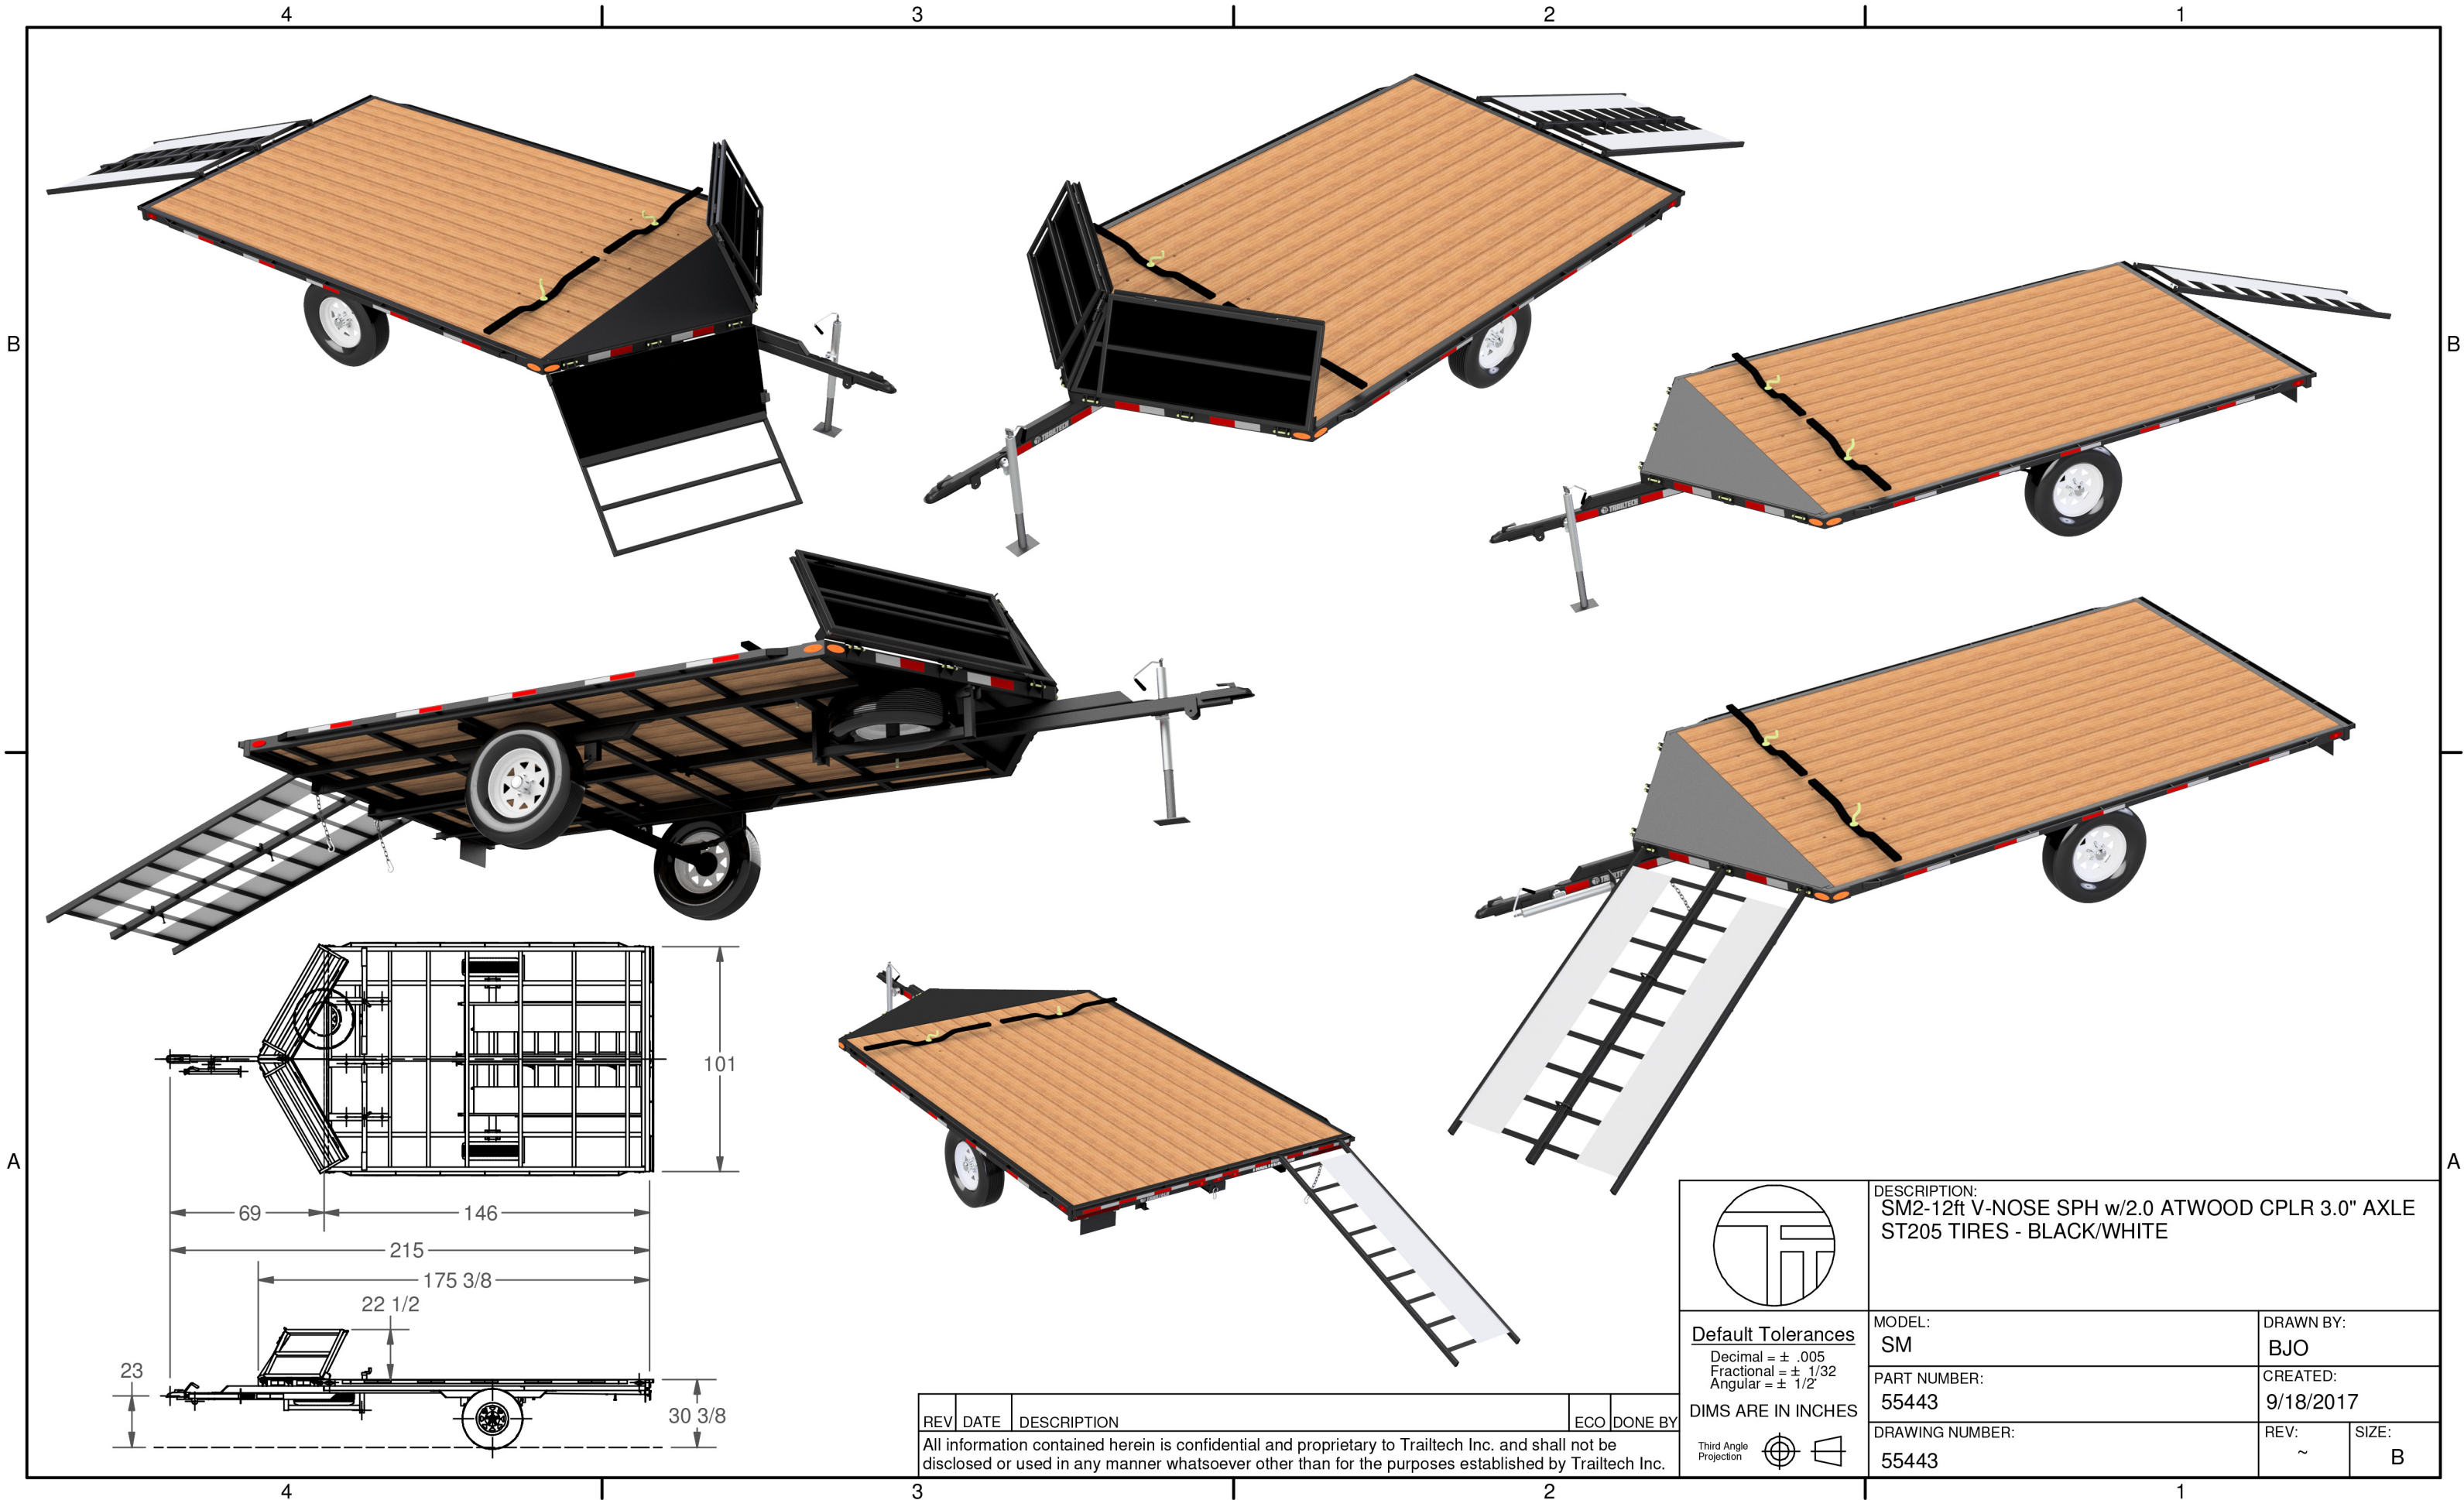 4
3
2
1
B
B
TRAILTECH
TRAILTECH
101
69
146
215
175 3/8
22 1/2
23
30 3/8
A
A
DESCRIPTION:
SM2-12ft V-NOSE SPH w/2.0 ATWOOD CPLR 3.0" AXLE
ST205 TIRES - BLACK/WHITE
Default Tolerances
Decimal = ± .005
Fractional = ± 1/32
Angular = ± 1/2°
DIMS ARE IN INCHES
Third Angle
Projection
MODEL:
SM
DRAWN BY:
BJO
PART NUMBER:
55443
CREATED:
9/18/2017
DRAWING NUMBER:
55443
REV:
~
SIZE:
B
REV DATE DESCRIPTION ECO DONE BY
All information contained herein is confidential and proprietary to Trailtech Inc. and shall not be
disclosed or used in any manner whatsoever other than for the purposes established by Trailtech Inc.
4
3
2
1